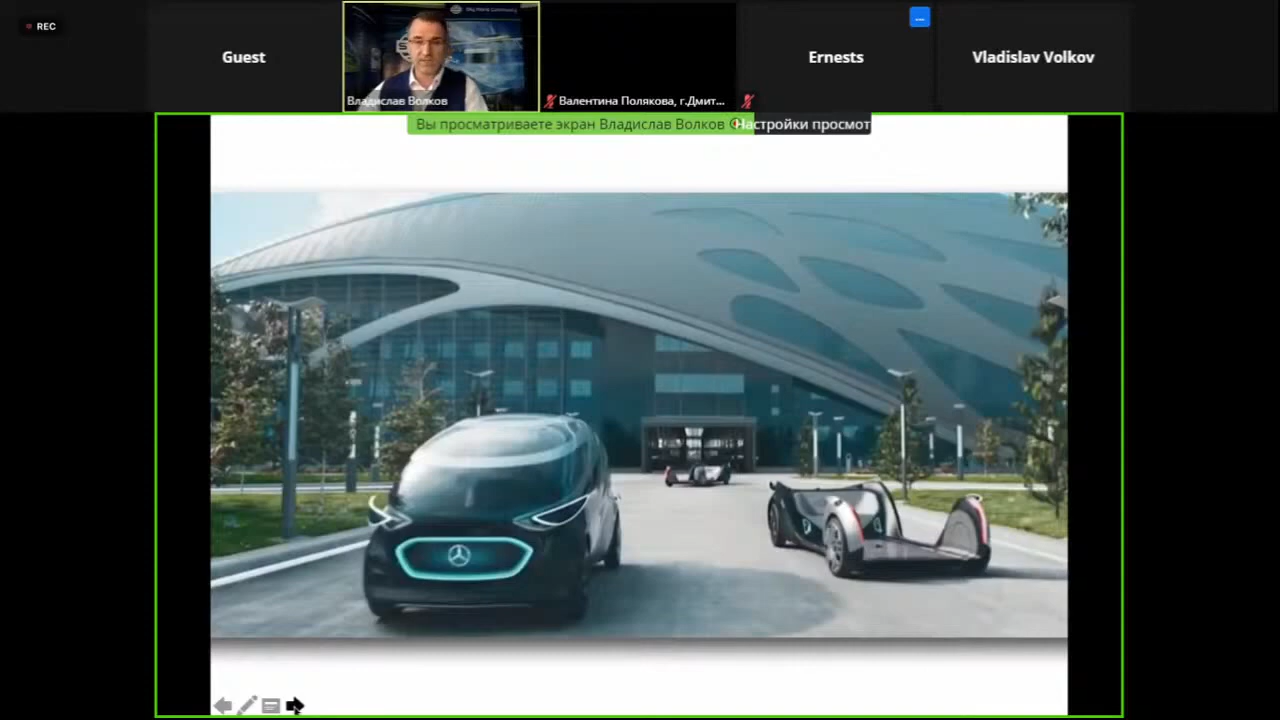 REC
Guest
Владислав Волков
Валентина Полякова, г.Дмит...
Ernests
Vladislav Volkov
Вы просматриваете экран Владислав Волков
Настройки просмот